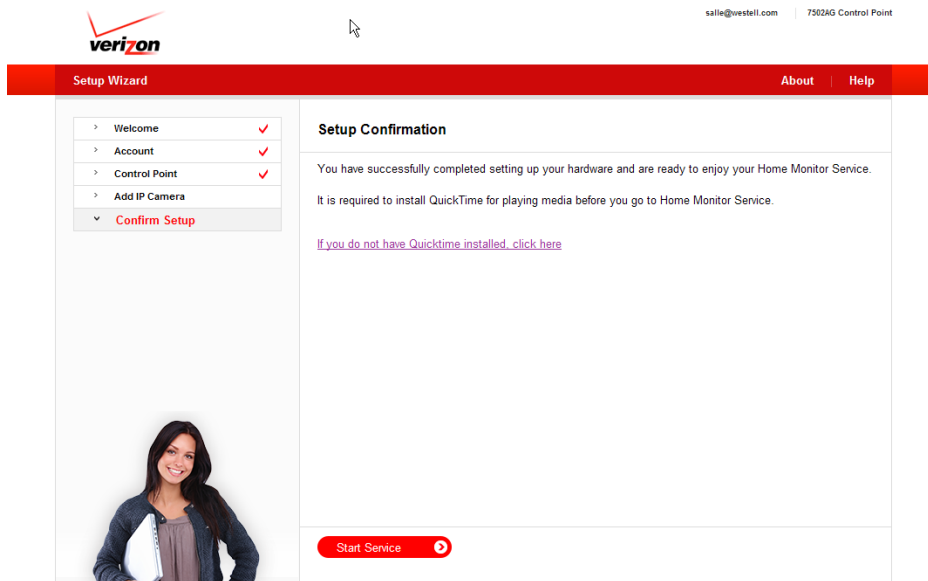 salle@westell.com 7502AG Control Point
verizon
Setup Wizard About Help
Welcome
Account
Control Point
Add IP Camera
Confirm Setup
Setup Confirmation
You have successfully completed setting up your hardware and are ready to enjoy your Home Monitor Service.
It is required to install QuickTime for playing media before you go to Home Monitor Service.
If you do not have Quicktime installed, click here
Start Service